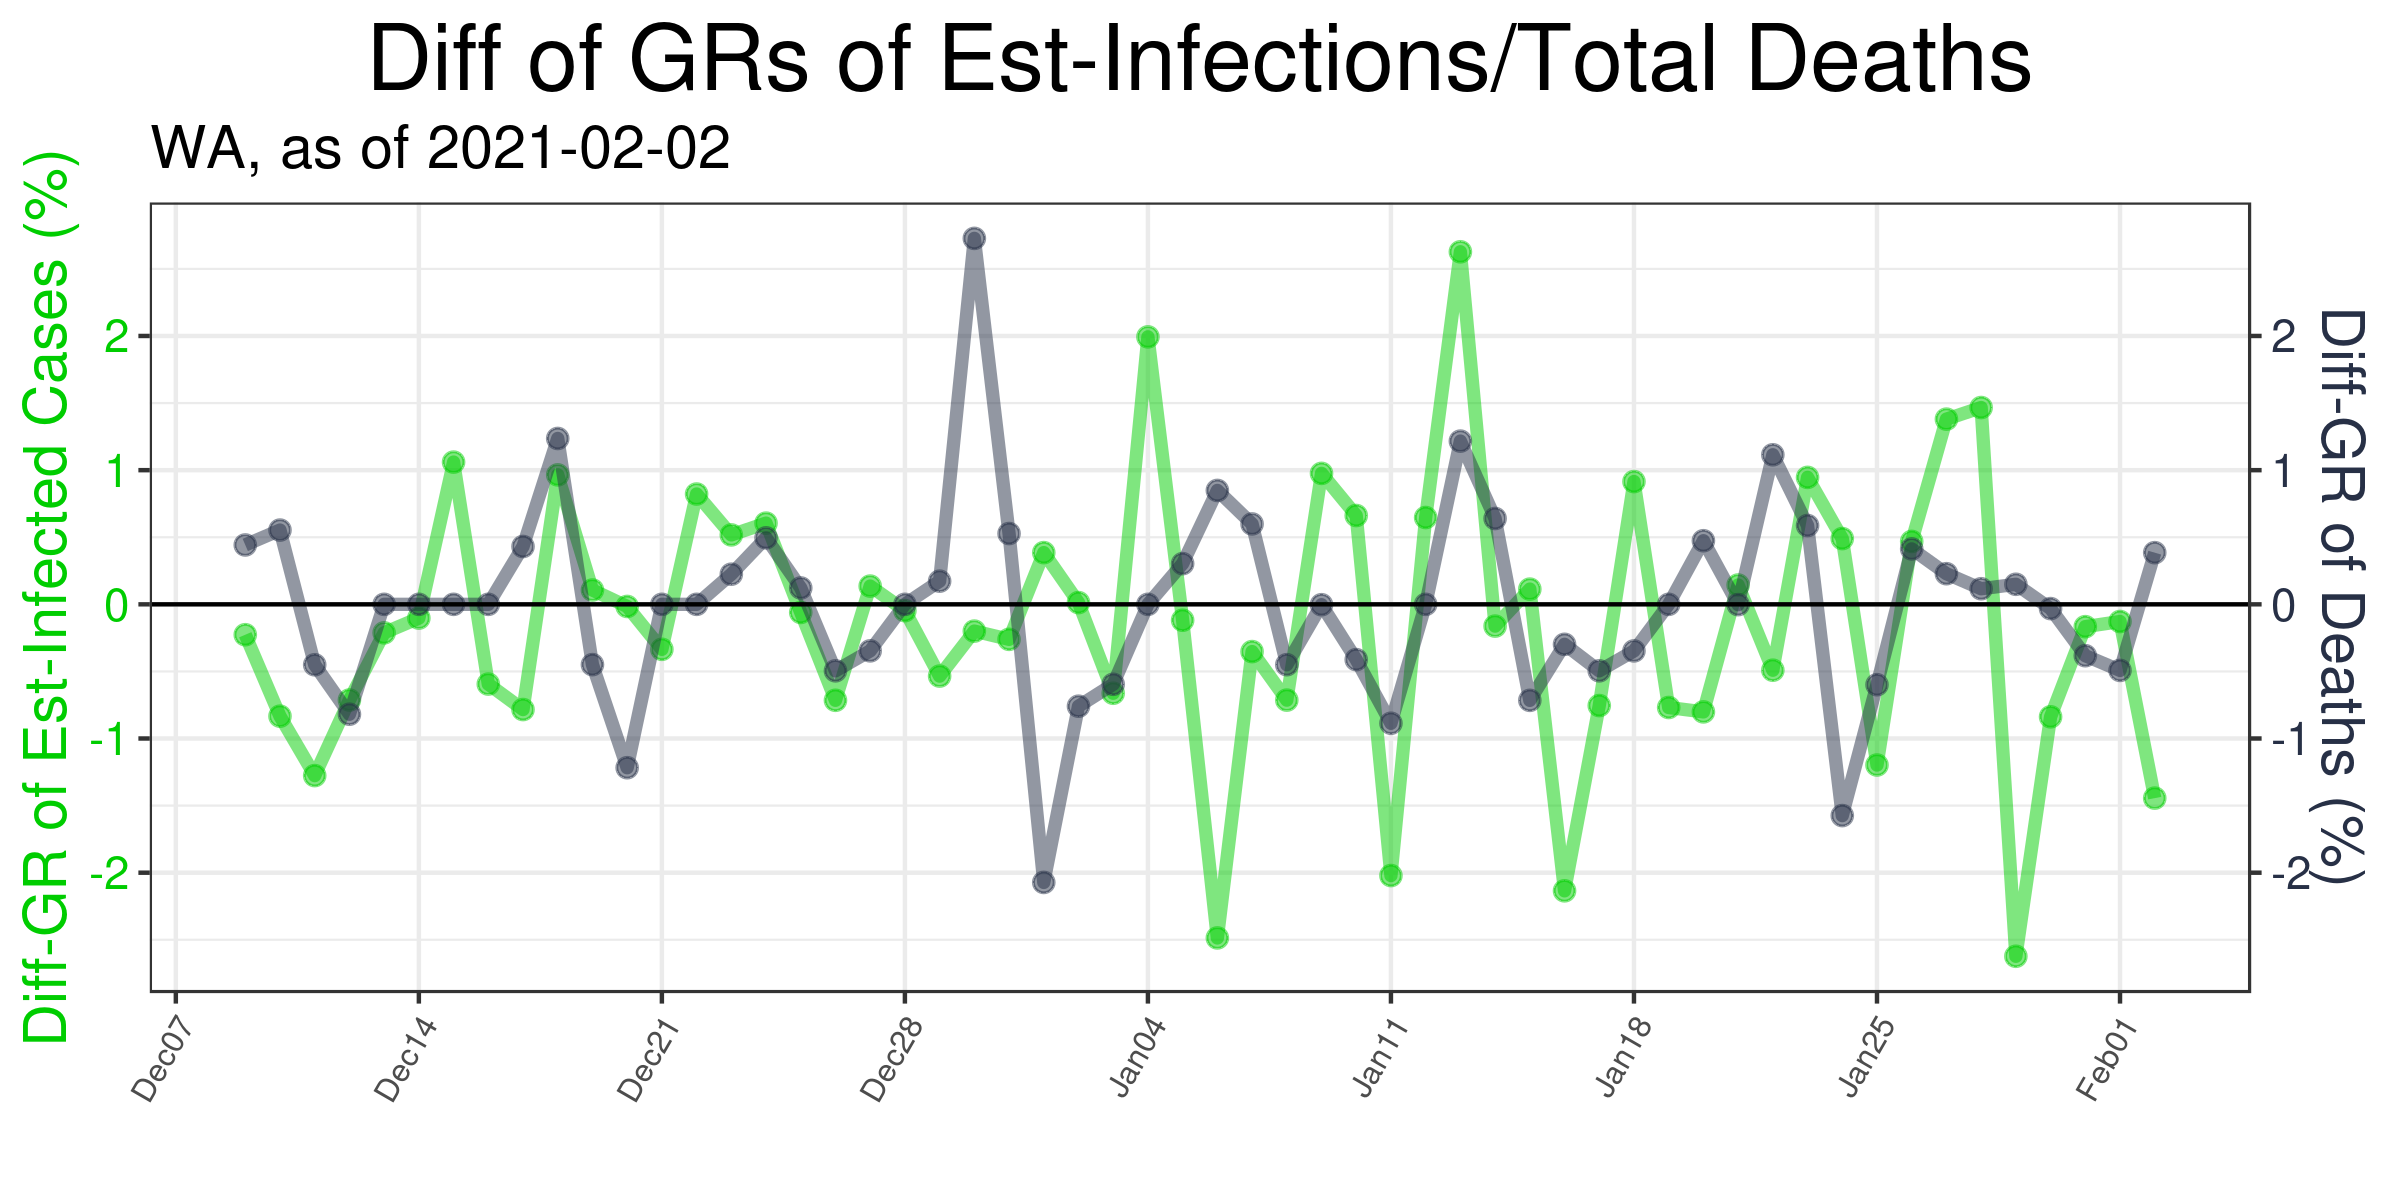 Diff of GRs of Est-Infections/Total Deaths
WA, as of 2021-02-02
Diff-GR of Est-Infected Cases (%)
2
1
0
-1
-2
2
1
0
-1
-2
Diff-GR of Deaths (%)
Dec07
Dec14
Dec21
Dec28
Jan04
Jan11
Jan18
Jan25
Feb01